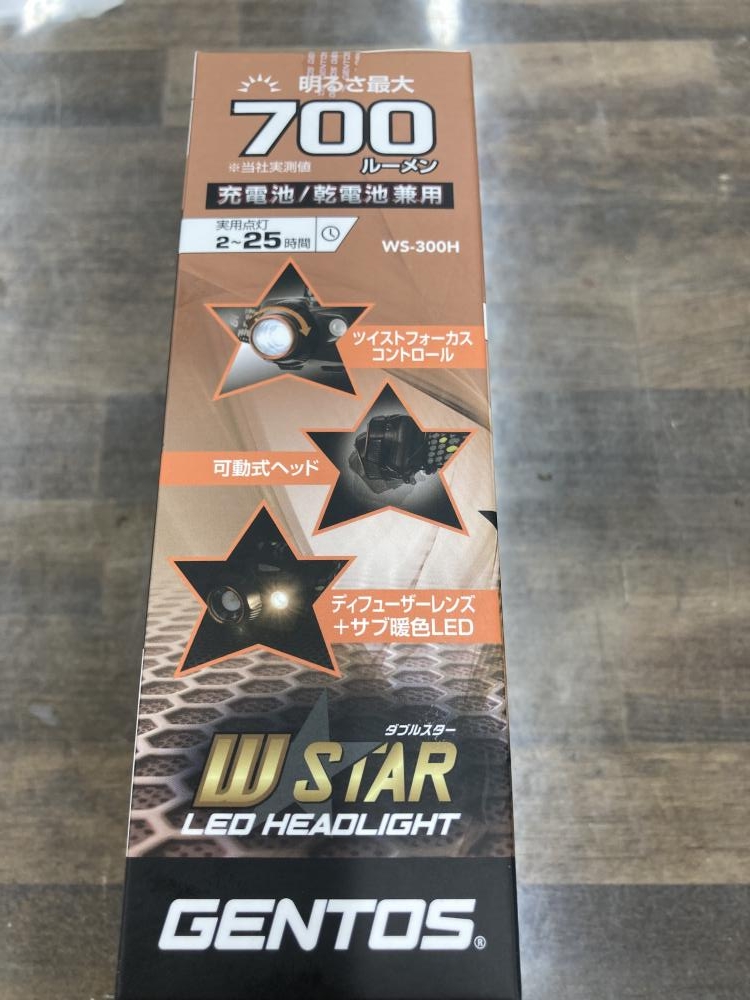 明るさ最大
700
※当社実測値 ルーメン
充電池/乾電池兼用
実用点灯
2~25時間
WS-300H
ツイストフォーカス
コントロール
可動式ヘッド
ディフューザーレンズ
+サブ暖色LED
ダブルスター
W STAR
LED HEADLIGHT
GENTOS®